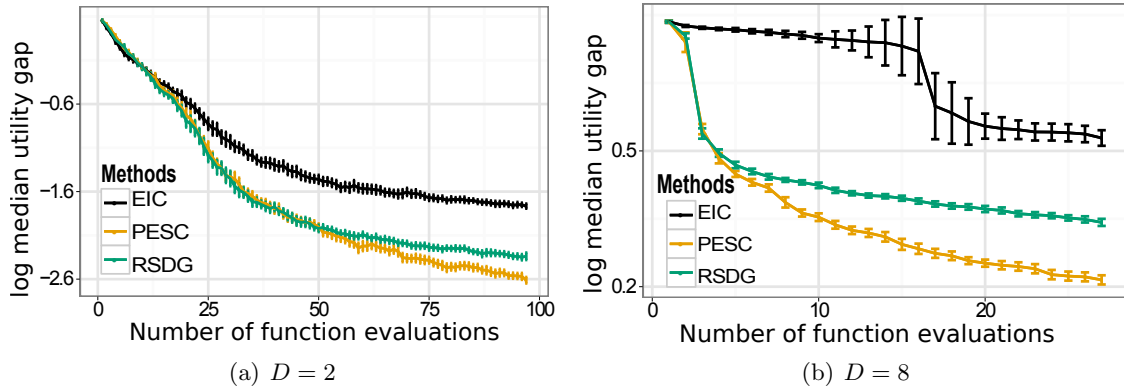 log median utility gap
−0.6
−1.6
−2.6
Methods
EIC
PESC
RSDG
0
25
50
75
100
Number of function evaluations
(a) D = 2
log median utility gap
0.5
0.2
Methods
EIC
PESC
RSDG
0
10
20
Number of function evaluations
(b) D = 8